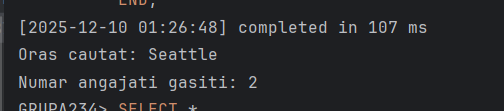 END;
[2025-12-10 01:26:48] completed in 107 ms
Oras cautat: Seattle
Numar angajati gasiti: 2
GRUPA234> SELECT *